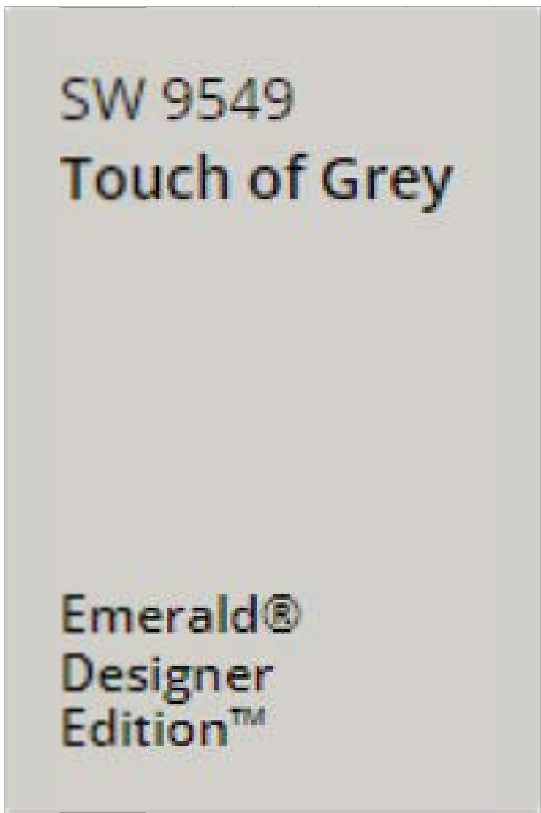 SW 9549
Touch of Grey
Emerald®
Designer
Edition™